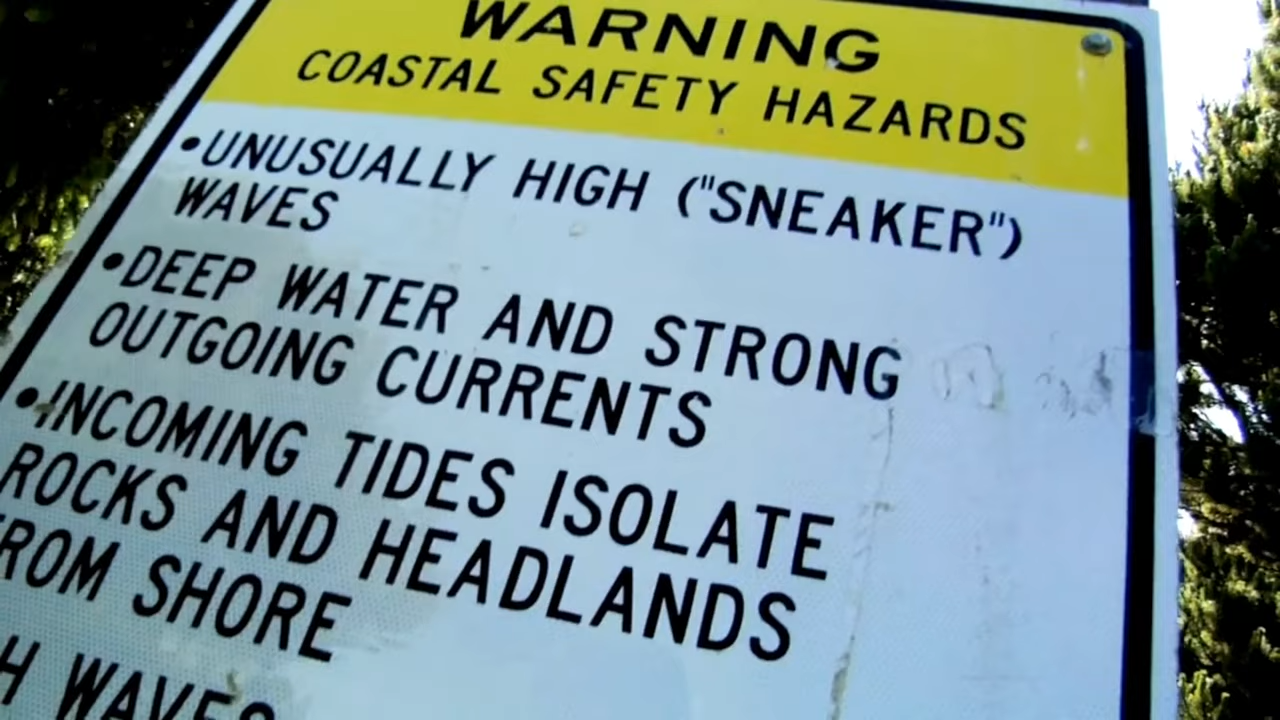 WARNING
COASTAL SAFETY HAZARDS
•UNUSUALLY HIGH ("SNEAKER")
WAVES
•DEEP WATER AND STRONG
OUTGOING CURRENTS
•INCOMING TIDES ISOLATE
ROCKS AND HEADLANDS
FROM SHORE
WAVES